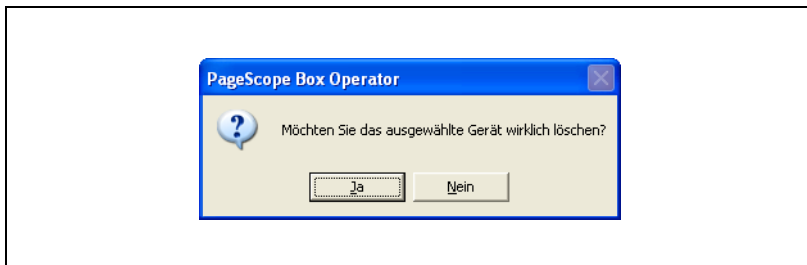 PageScope Box Operator
Möchten Sie das ausgewählte Gerät wirklich löschen?
Ja
Nein